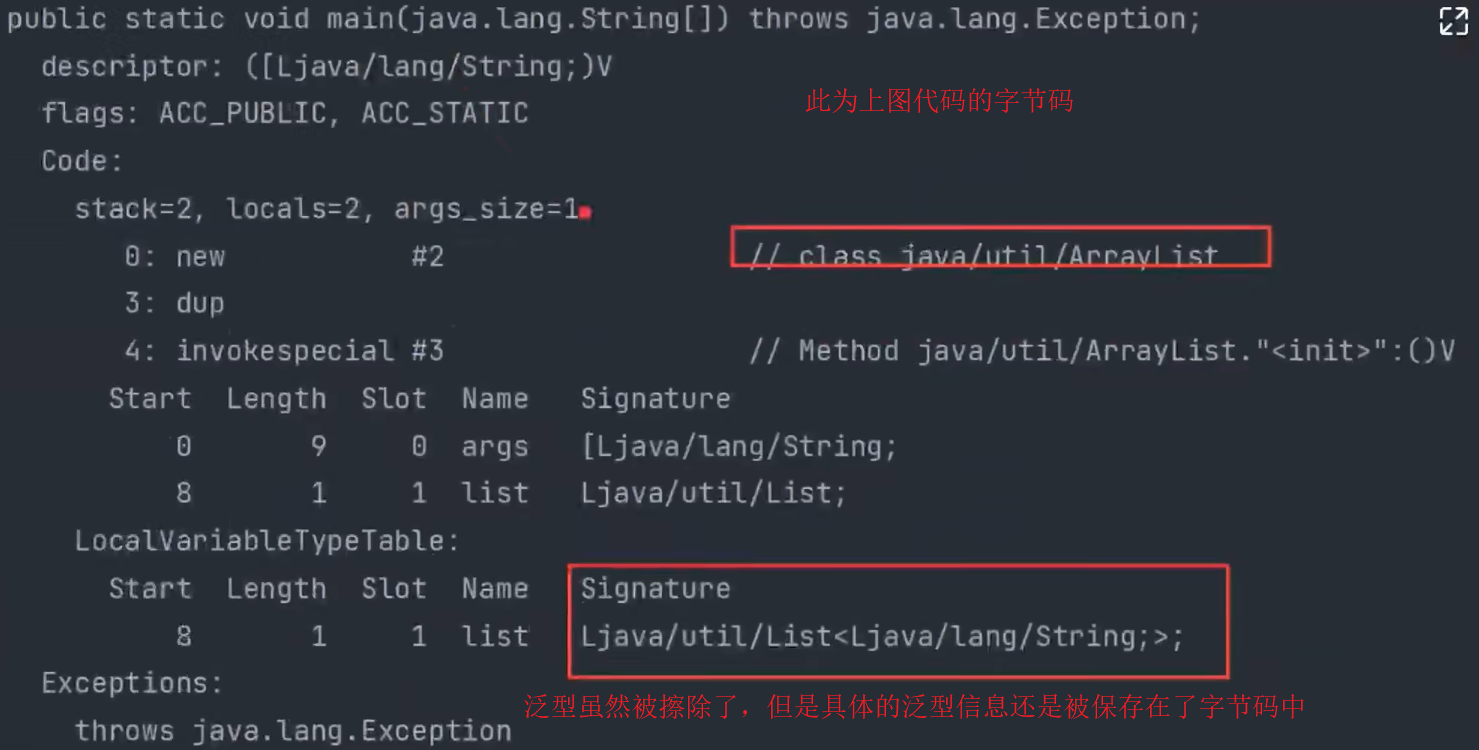 public static void main(java.lang.String[]) throws java.lang.Exception;
descriptor: ([Ljava/lang/String;)V
此为上图代码的字节码
flags: ACC_PUBLIC, ACC_STATIC
Code:
stack=2, locals=2, args_size=1
0: new #2 // class java/util/ArrayList
3: dup
4: invokespecial #3 // Method java/util/ArrayList."<init>":()V
Start Length Slot Name Signature
0 9 0 args [Ljava/lang/String;
8 1 1 list Ljava/util/List;
LocalVariableTypeTable:
Start Length Slot Name Signature
8 1 1 list Ljava/util/List<Ljava/lang/String;>;
Exceptions:
泛型虽然被擦除了，但是具体的泛型信息还是被保存在了字节码中
throws java.lang.Exception